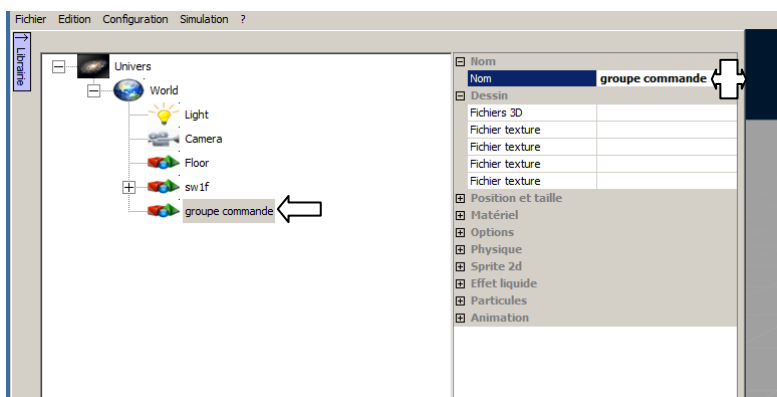 Fichier Edition Configuration Simulation ?
Librairie
Univers
World
Light
Camera
Floor
sw1f
groupe commande
Nom
Nom groupe commande
Dessin
Fichiers 3D
Fichier texture
Fichier texture
Fichier texture
Fichier texture
Position et taille
Matériel
Options
Physique
Sprite 2d
Effet liquide
Particules
Animation